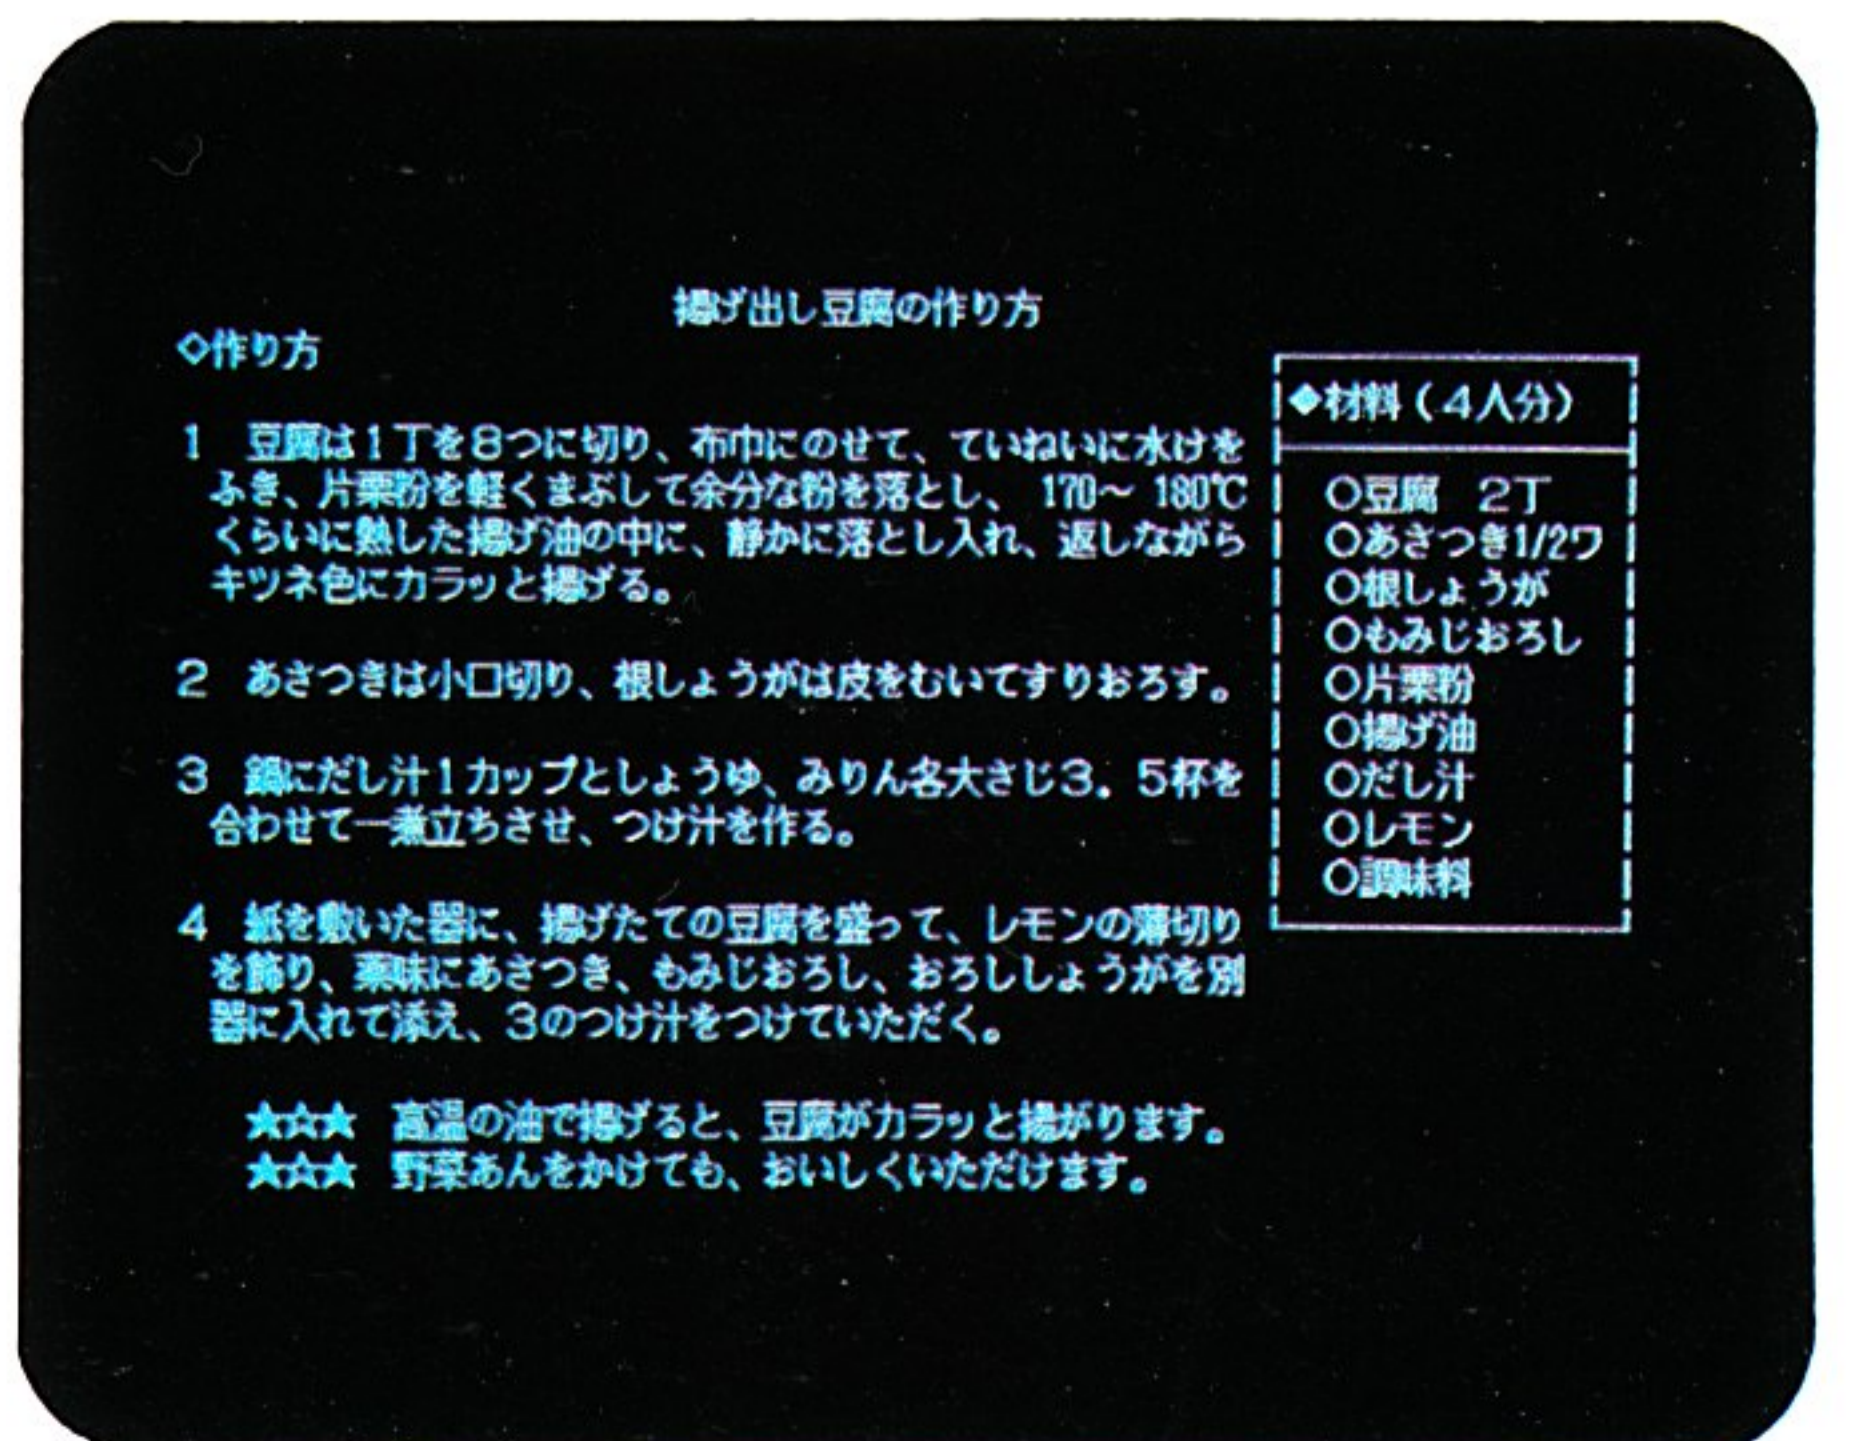 揚げ出し豆腐の作り方
◇作り方
1　豆腐は1丁を8つに切り、布巾にのせて、ていねいに水けを
ふき、片栗粉を軽くまぶして余分な粉を落とし、 170～ 180℃
くらいに熱した揚げ油の中に、静かに落とし入れ、返しながら
キツネ色にカラッと揚げる。
2　あさつきは小口切り、根しょうがは皮をむいてすりおろす。
3　鍋にだし汁1カップとしょうゆ、みりん各大さじ3．5杯を
合わせて一煮立ちさせ、つけ汁を作る。
4　紙を敷いた器に、揚げたての豆腐を盛って、レモンの薄切り
を飾り、薬味にあさつき、もみじおろし、おろししょうがを別
器に入れて添え、3のつけ汁をつけていただく。
★☆★　高温の油で揚げると、豆腐がカラッと揚がります。
★☆★　野菜あんをかけても、おいしくいただけます。
◆材料（4人分）
○豆腐　2丁
○あさつき1/2ワ
○根しょうが
○もみじおろし
○片栗粉
○揚げ油
○だし汁
○レモン
○調味料